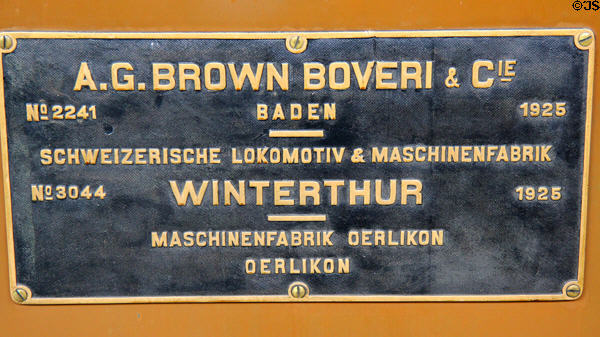 ©JS
A.G. BROWN BOVERI & CIE
Nº 2241 BADEN 1925
SCHWEIZERISCHE LOKOMOTIV & MASCHINENFABRIK
Nº 3044 WINTERTHUR 1925
MASCHINENFABRIK OERLIKON
OERLIKON